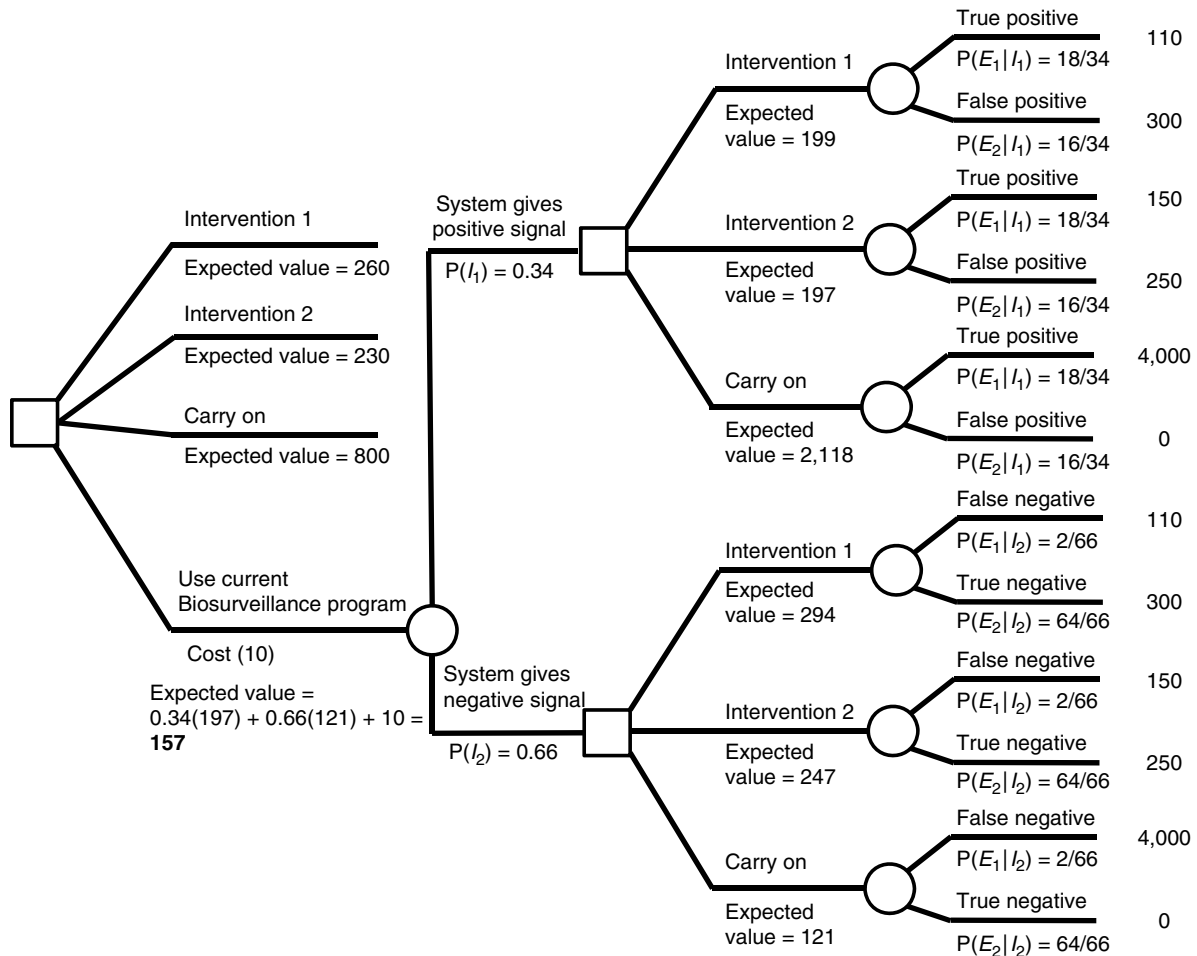 Intervention 1
Expected value = 260
Intervention 2
Expected value = 230
Carry on
Expected value = 800
Use current
Biosurveillance program
Cost (10)
Expected value =
0.34(197) + 0.66(121) + 10 =
157
System gives
positive signal
P(I₁) = 0.34
System gives
negative signal
P(I₂) = 0.66
Intervention 1
Expected
value = 199
True positive
P(E₁|I₁) = 18/34
110
False positive
P(E₂|I₁) = 16/34
300
Intervention 2
Expected
value = 197
True positive
P(E₁|I₁) = 18/34
150
False positive
P(E₂|I₁) = 16/34
250
Carry on
Expected
value = 2,118
True positive
P(E₁|I₁) = 18/34
4,000
False positive
P(E₂|I₁) = 16/34
0
Intervention 1
Expected
value = 294
False negative
P(E₁|I₂) = 2/66
110
True negative
P(E₂|I₂) = 64/66
300
Intervention 2
Expected
value = 247
False negative
P(E₁|I₂) = 2/66
150
True negative
P(E₂|I₂) = 64/66
250
Carry on
Expected
value = 121
False negative
P(E₁|I₂) = 2/66
4,000
True negative
P(E₂|I₂) = 64/66
0